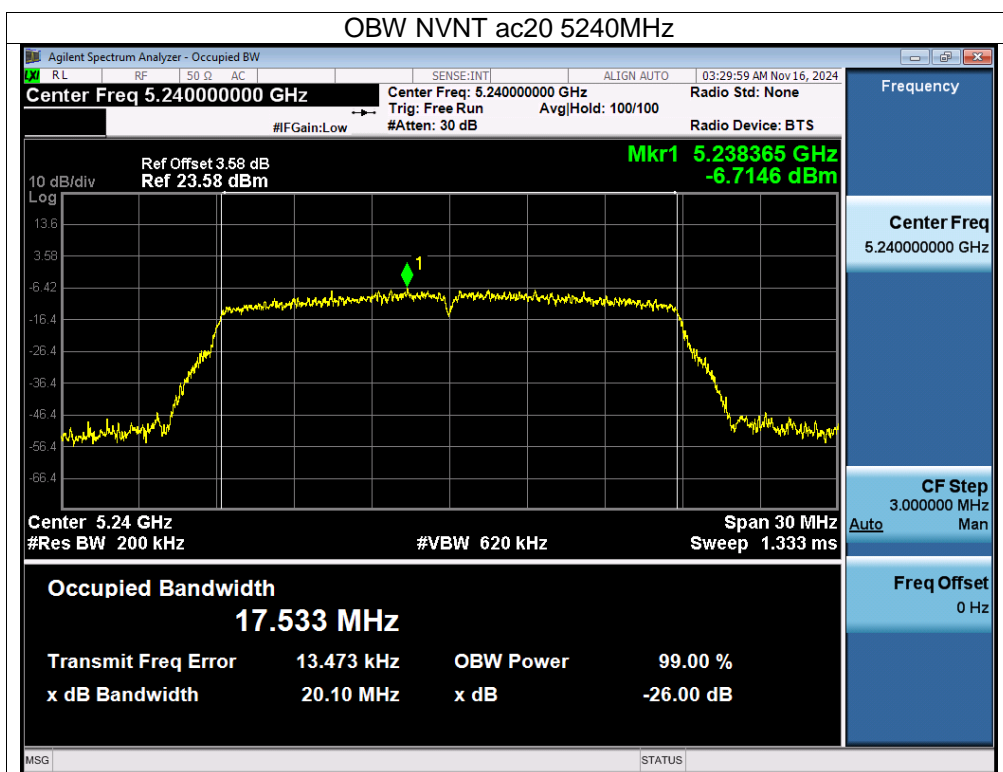 OBW NVNT ac20 5240MHz
Agilent Spectrum Analyzer - Occupied BW
LXI RL RF 50 Ω AC SENSE:INT ALIGN AUTO 03:29:59 AM Nov 16, 2024
Center Freq 5.240000000 GHz
Center Freq: 5.240000000 GHz
Radio Std: None
Trig: Free Run Avg|Hold: 100/100
#IFGain:Low #Atten: 30 dB
Radio Device: BTS
Ref Offset 3.58 dB
Mkr1 5.238365 GHz
10 dB/div Ref 23.58 dBm
-6.7146 dBm
Log
13.6
3.58
1
-6.42
-16.4
-26.4
-36.4
-46.4
-56.4
-66.4
Center 5.24 GHz Span 30 MHz
#Res BW 200 kHz #VBW 620 kHz Sweep 1.333 ms
Occupied Bandwidth
17.533 MHz
Transmit Freq Error 13.473 kHz OBW Power 99.00 %
x dB Bandwidth 20.10 MHz x dB -26.00 dB
Frequency
Center Freq
5.240000000 GHz
CF Step
3.000000 MHz
Auto Man
Freq Offset
0 Hz
MSG STATUS